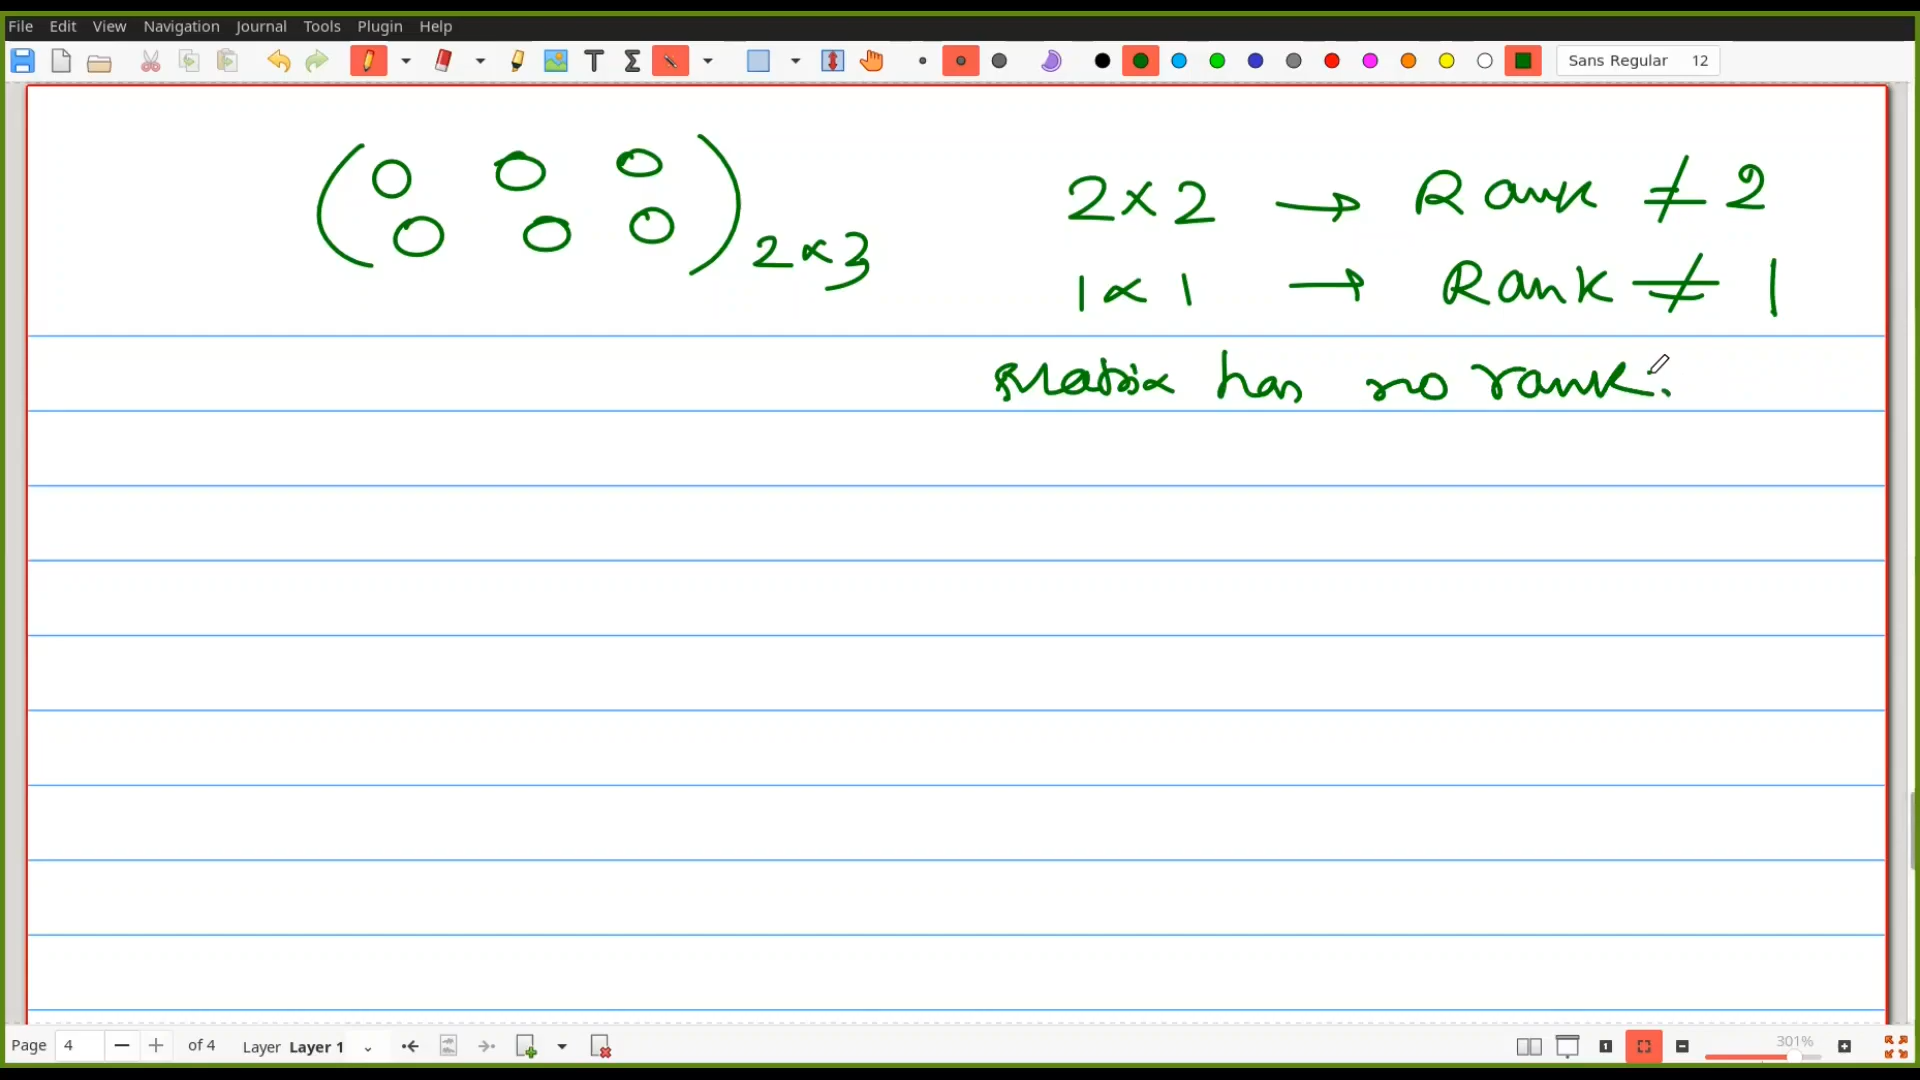 File Edit View Navigation Journal Tools Plugin Help
Sans Regular 12
( 0 0 0
0 0 0 ) 2×3
2×2 → Rank ≠ 2
1×1 → Rank ≠ 1
Matrix has no rank.
Page 4 of 4 Layer Layer 1 301%